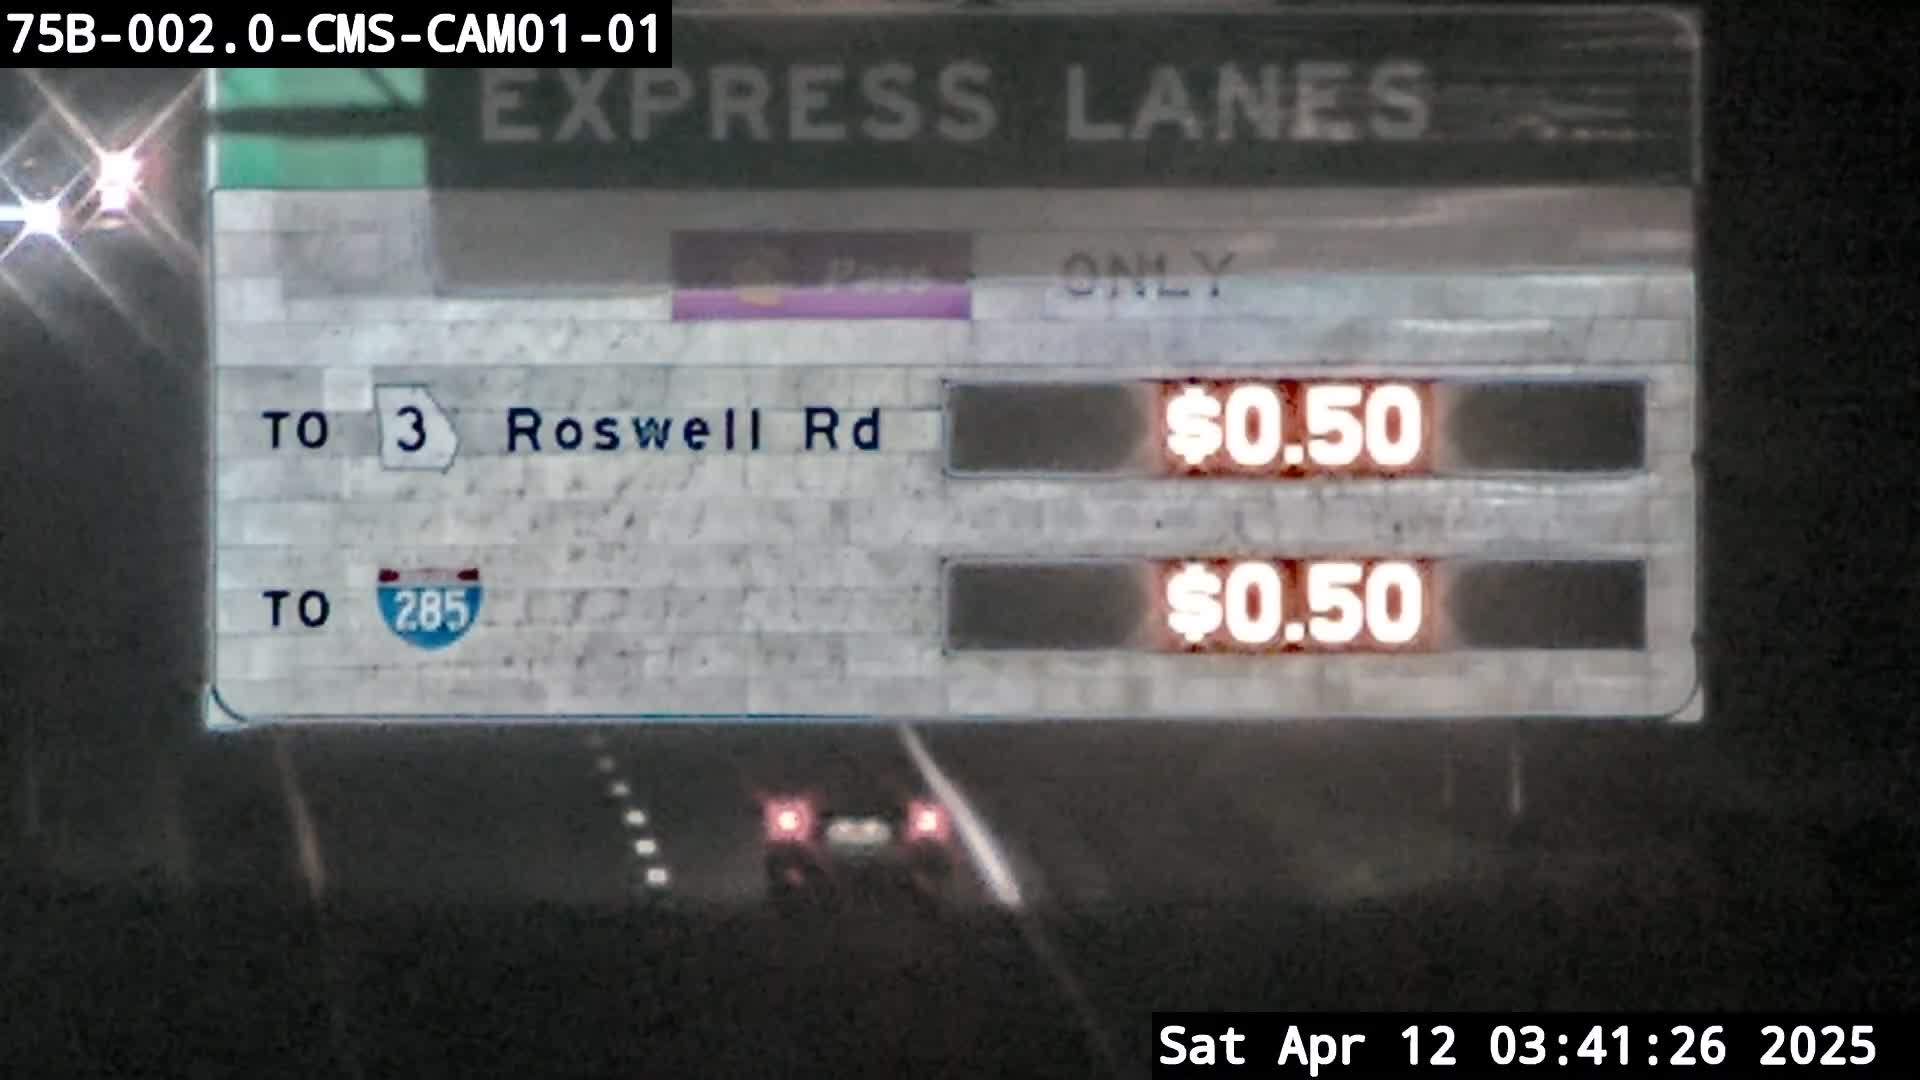 75B-002.0-CMS-CAM01-01
EXPRESS LANES
Pass ONLY
TO 3 Roswell Rd $0.50
TO 285 $0.50
Sat Apr 12 03:41:26 2025